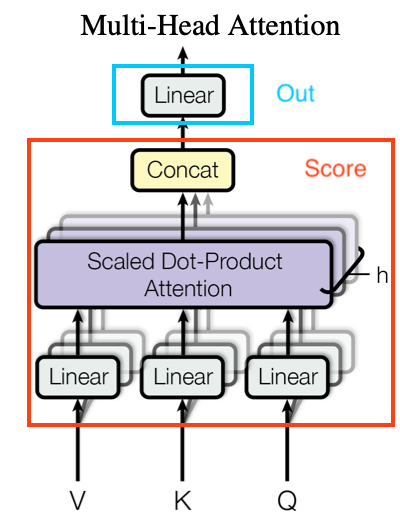 Multi-Head Attention
Linear
Out
Concat
Score
Scaled Dot-Product
Attention
h
Linear
Linear
Linear
V
K
Q